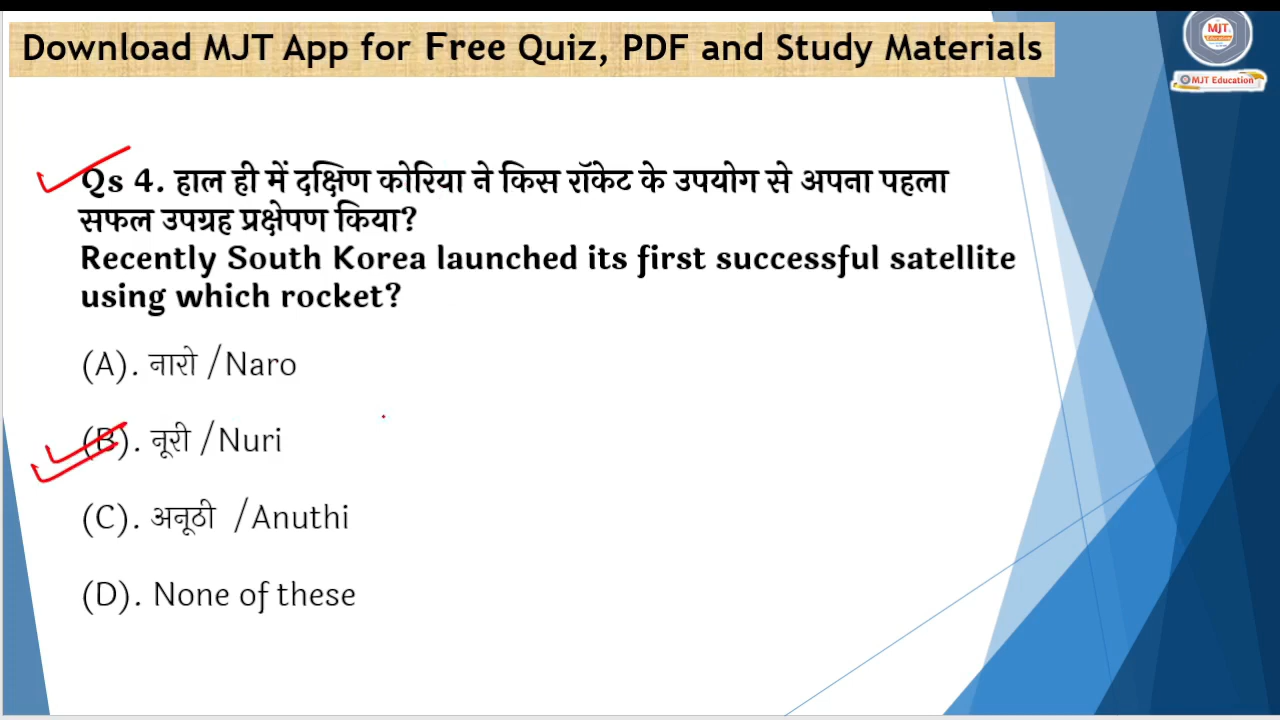 Download MJT App for Free Quiz, PDF and Study Materials
MJT
Education
MJT Education
Qs 4. हाल ही में दक्षिण कोरिया ने किस रॉकेट के उपयोग से अपना पहला
सफल उपग्रह प्रक्षेपण किया?
Recently South Korea launched its first successful satellite
using which rocket?
(A). नारो /Naro
(B). नूरी /Nuri
(C). अनूठी /Anuthi
(D). None of these